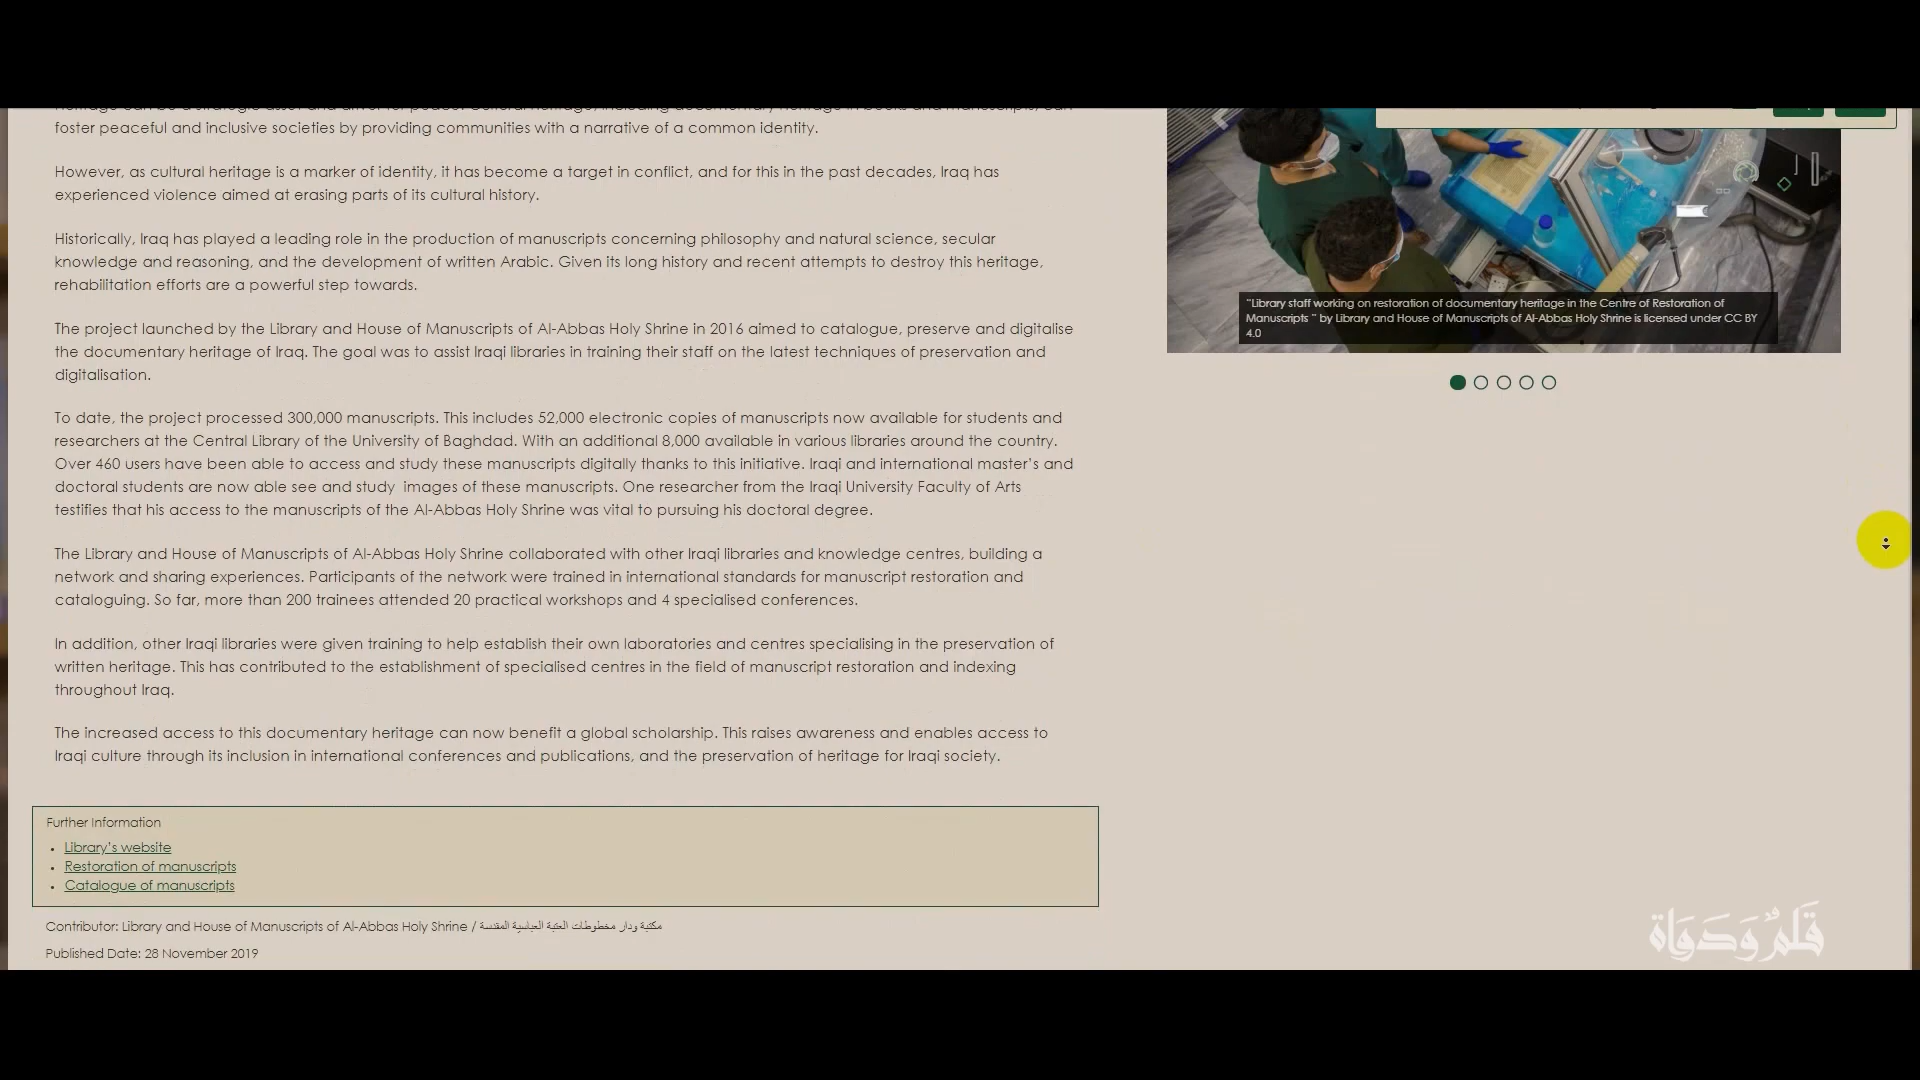 foster peaceful and inclusive societies by providing communities with a narrative of a common identity.
However, as cultural heritage is a marker of identity, it has become a target in conflict, and for this in the past decades, Iraq has
experienced violence aimed at erasing parts of its cultural history.
Historically, Iraq has played a leading role in the production of manuscripts concerning philosophy and natural science, secular
knowledge and reasoning, and the development of written Arabic. Given its long history and recent attempts to destroy this heritage,
rehabilitation efforts are a powerful step towards.
The project launched by the Library and House of Manuscripts of Al-Abbas Holy Shrine in 2016 aimed to catalogue, preserve and digitalise
the documentary heritage of Iraq. The goal was to assist Iraqi libraries in training their staff on the latest techniques of preservation and
digitalisation.
To date, the project processed 300,000 manuscripts. This includes 52,000 electronic copies of manuscripts now available for students and
researchers at the Central Library of the University of Baghdad. With an additional 8,000 available in various libraries around the country.
Over 460 users have been able to access and study these manuscripts digitally thanks to this initiative. Iraqi and international master's and
doctoral students are now able see and study  images of these manuscripts. One researcher from the Iraqi University Faculty of Arts
testifies that his access to the manuscripts of the Al-Abbas Holy Shrine was vital to pursuing his doctoral degree.
The Library and House of Manuscripts of Al-Abbas Holy Shrine collaborated with other Iraqi libraries and knowledge centres, building a
network and sharing experiences. Participants of the network were trained in international standards for manuscript restoration and
cataloguing. So far, more than 200 trainees attended 20 practical workshops and 4 specialised conferences.
In addition, other Iraqi libraries were given training to help establish their own laboratories and centres specialising in the preservation of
written heritage. This has contributed to the establishment of specialised centres in the field of manuscript restoration and indexing
throughout Iraq.
The increased access to this documentary heritage can now benefit a global scholarship. This raises awareness and enables access to
Iraqi culture through its inclusion in international conferences and publications, and the preservation of heritage for Iraqi society.
Further Information
• Library's website
• Restoration of manuscripts
• Catalogue of manuscripts
Contributor: Library and House of Manuscripts of Al-Abbas Holy Shrine / مكتبة ودار مخطوطات العتبة العباسية المقدسة
Published Date: 28 November 2019
"Library staff working on restoration of documentary heritage in the Centre of Restoration of
Manuscripts " by Library and House of Manuscripts of Al-Abbas Holy Shrine is licensed under CC BY
4.0
قَلَمٌ وَدَوَاة